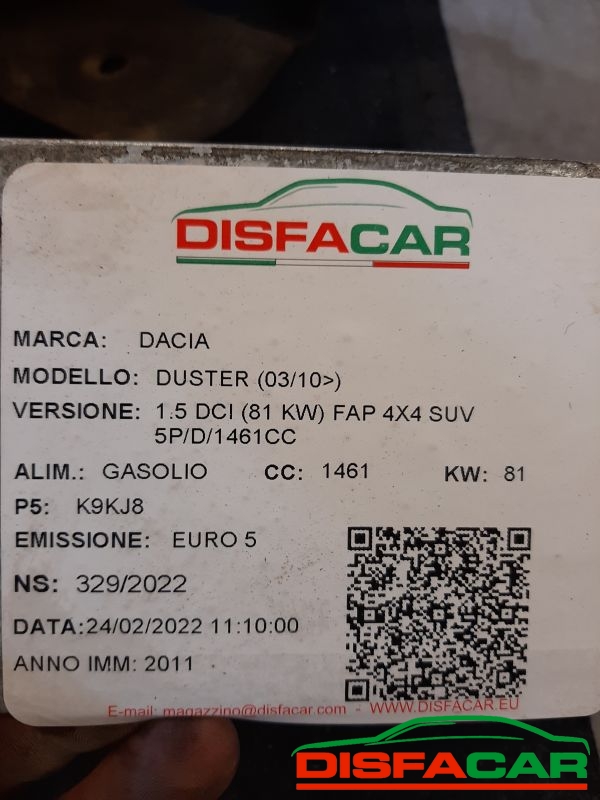 DISFACAR
MARCA: DACIA
MODELLO: DUSTER (03/10>)
VERSIONE: 1.5 DCI (81 KW) FAP 4X4 SUV
5P/D/1461CC
ALIM.: GASOLIO CC: 1461 KW: 81
P5: K9KJ8
EMISSIONE: EURO 5
NS: 329/2022
DATA:24/02/2022 11:10:00
ANNO IMM: 2011
E-mail: magazzino@disfacar.com - WWW.DISFACAR.EU
DISFACAR